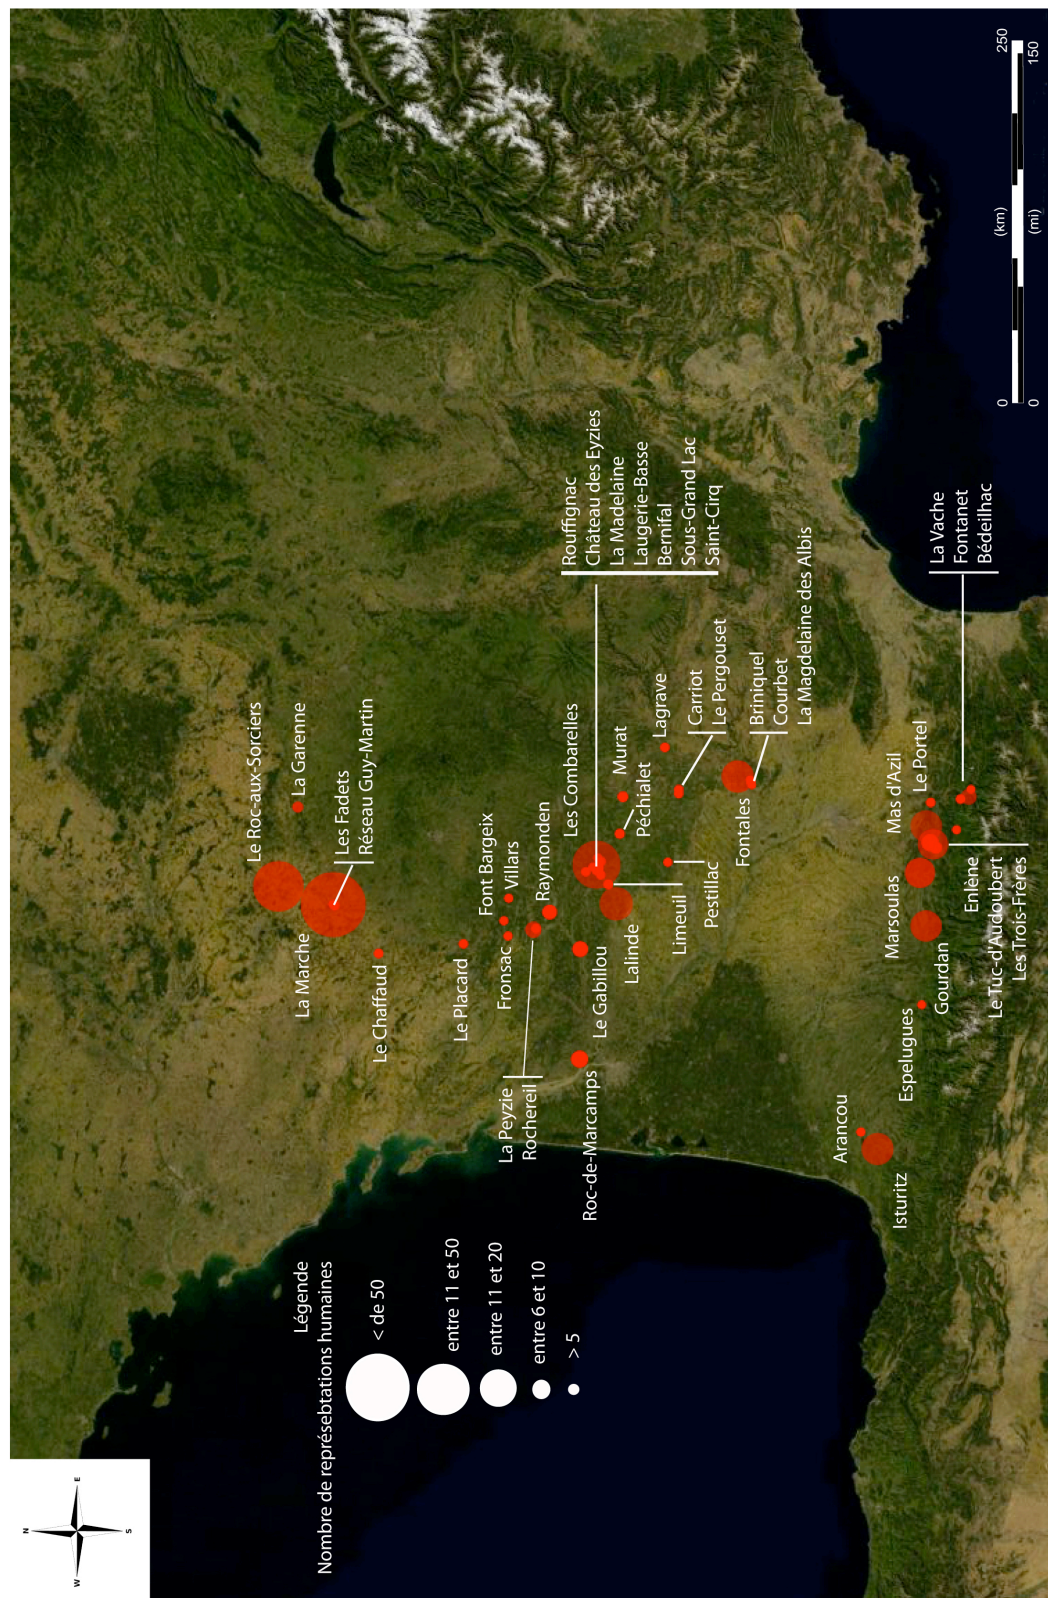 N
W
E
S
Légende
Nombre de représebtations humaines
< de 50
entre 11 et 50
entre 11 et 20
entre 6 et 10
> 5
Le Roc-aux-Sorciers
La Garenne
Les Fadets
Réseau Guy-Martin
La Marche
Le Chaffaud
Le Placard
Font Bargeix
Villars
Fronsac
Raymonden
La Peyzie
Rochereil
Le Gabillou
Roc-de-Marcamps
Les Combarelles
Rouffignac
Château des Eyzies
La Madelaine
Laugerie-Basse
Bernifal
Sous-Grand Lac
Saint-Cirq
Lalinde
Limeuil
Murat
Péchialet
Pestillac
Lagrave
Carriot
Le Pergouset
Fontales
Briniquel
Courbet
La Magdelaine des Albis
Arancou
Isturitz
Espelugues
Gourdan
Marsoulas
Mas d'Azil
Le Portel
Enlène
Le Tuc-d'Audoubert
Les Trois-Frères
La Vache
Fontanet
Bédeilhac
0 (km) 250
0 (mi) 150